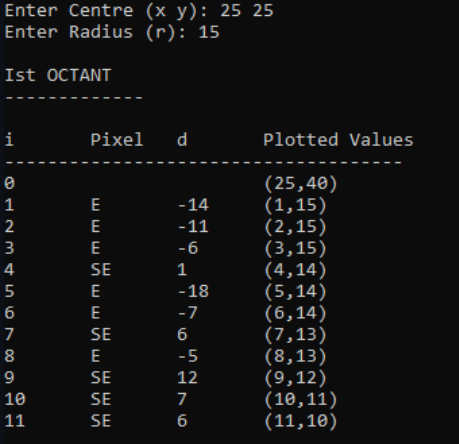 Enter Centre (x y): 25 25
Enter Radius (r): 15
Ist OCTANT
-------------
i Pixel d Plotted Values
-------------------------------------
0 (25,40)
1 E -14 (1,15)
2 E -11 (2,15)
3 E -6 (3,15)
4 SE 1 (4,14)
5 E -18 (5,14)
6 E -7 (6,14)
7 SE 6 (7,13)
8 E -5 (8,13)
9 SE 12 (9,12)
10 SE 7 (10,11)
11 SE 6 (11,10)